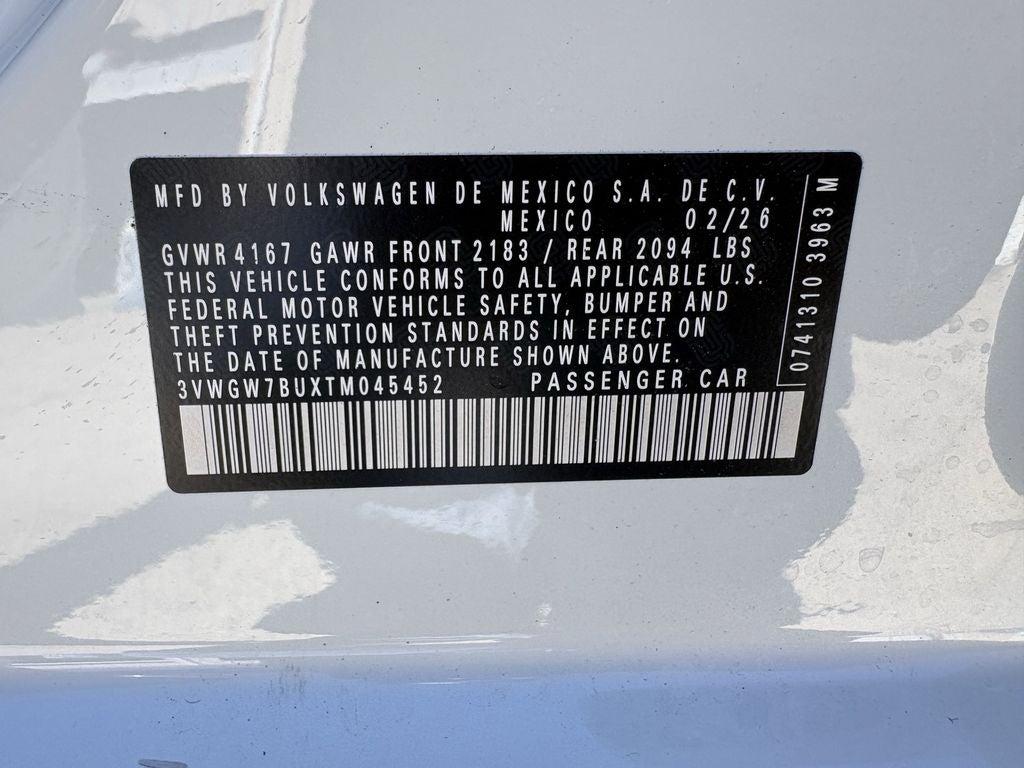 MFD BY VOLKSWAGEN DE MEXICO S.A. DE C.V.
MEXICO 02/26
GVWR 4167 GAWR FRONT 2183 / REAR 2094 LBS
THIS VEHICLE CONFORMS TO ALL APPLICABLE U.S.
FEDERAL MOTOR VEHICLE SAFETY, BUMPER AND
THEFT PREVENTION STANDARDS IN EFFECT ON
THE DATE OF MANUFACTURE SHOWN ABOVE.
3VWGW7BUXTM045452 PASSENGER CAR
0741310 3963 M